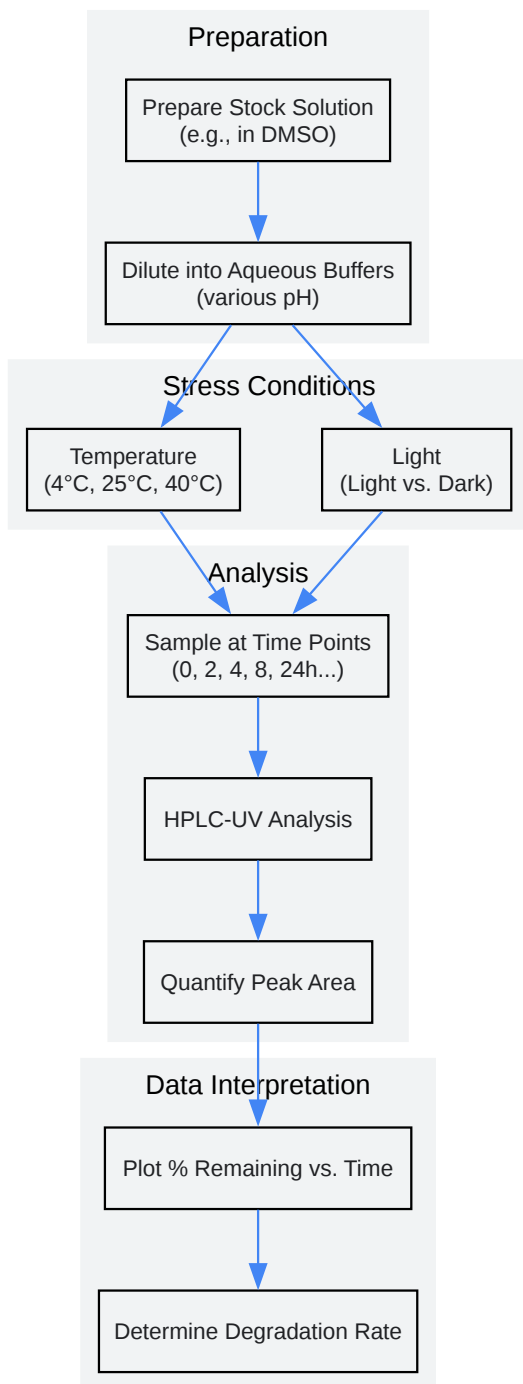 Preparation
Prepare Stock Solution
(e.g., in DMSO)
Dilute into Aqueous Buffers
(various pH)
Stress Conditions
Temperature
(4°C, 25°C, 40°C)
Light
(Light vs. Dark)
Analysis
Sample at Time Points
(0, 2, 4, 8, 24h...)
HPLC-UV Analysis
Quantify Peak Area
Data Interpretation
Plot % Remaining vs. Time
Determine Degradation Rate